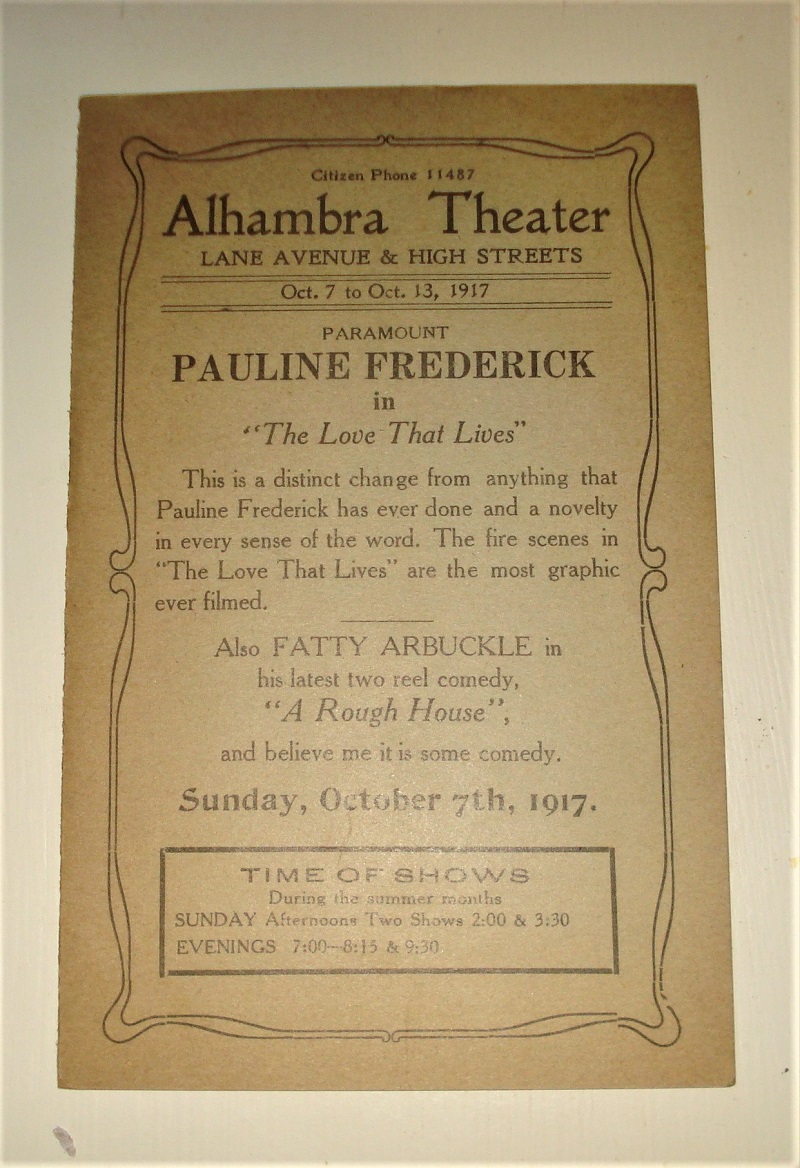 Citizen Phone 11487
Alhambra Theater
LANE AVENUE & HIGH STREETS
Oct. 7 to Oct. 13, 1917
PARAMOUNT
PAULINE FREDERICK
in
"The Love That Lives"
This is a distinct change from anything that
Pauline Frederick has ever done and a novelty
in every sense of the word. The fire scenes in
"The Love That Lives" are the most graphic
ever filmed.
Also FATTY ARBUCKLE in
his latest two reel comedy,
"A Rough House",
and believe me it is some comedy.
Sunday, October 7th, 1917.
TIME OF SHOWS
During the summer months
SUNDAY Afternoons Two Shows 2:00 & 3:30
EVENINGS 7:00--8:15 & 9:30